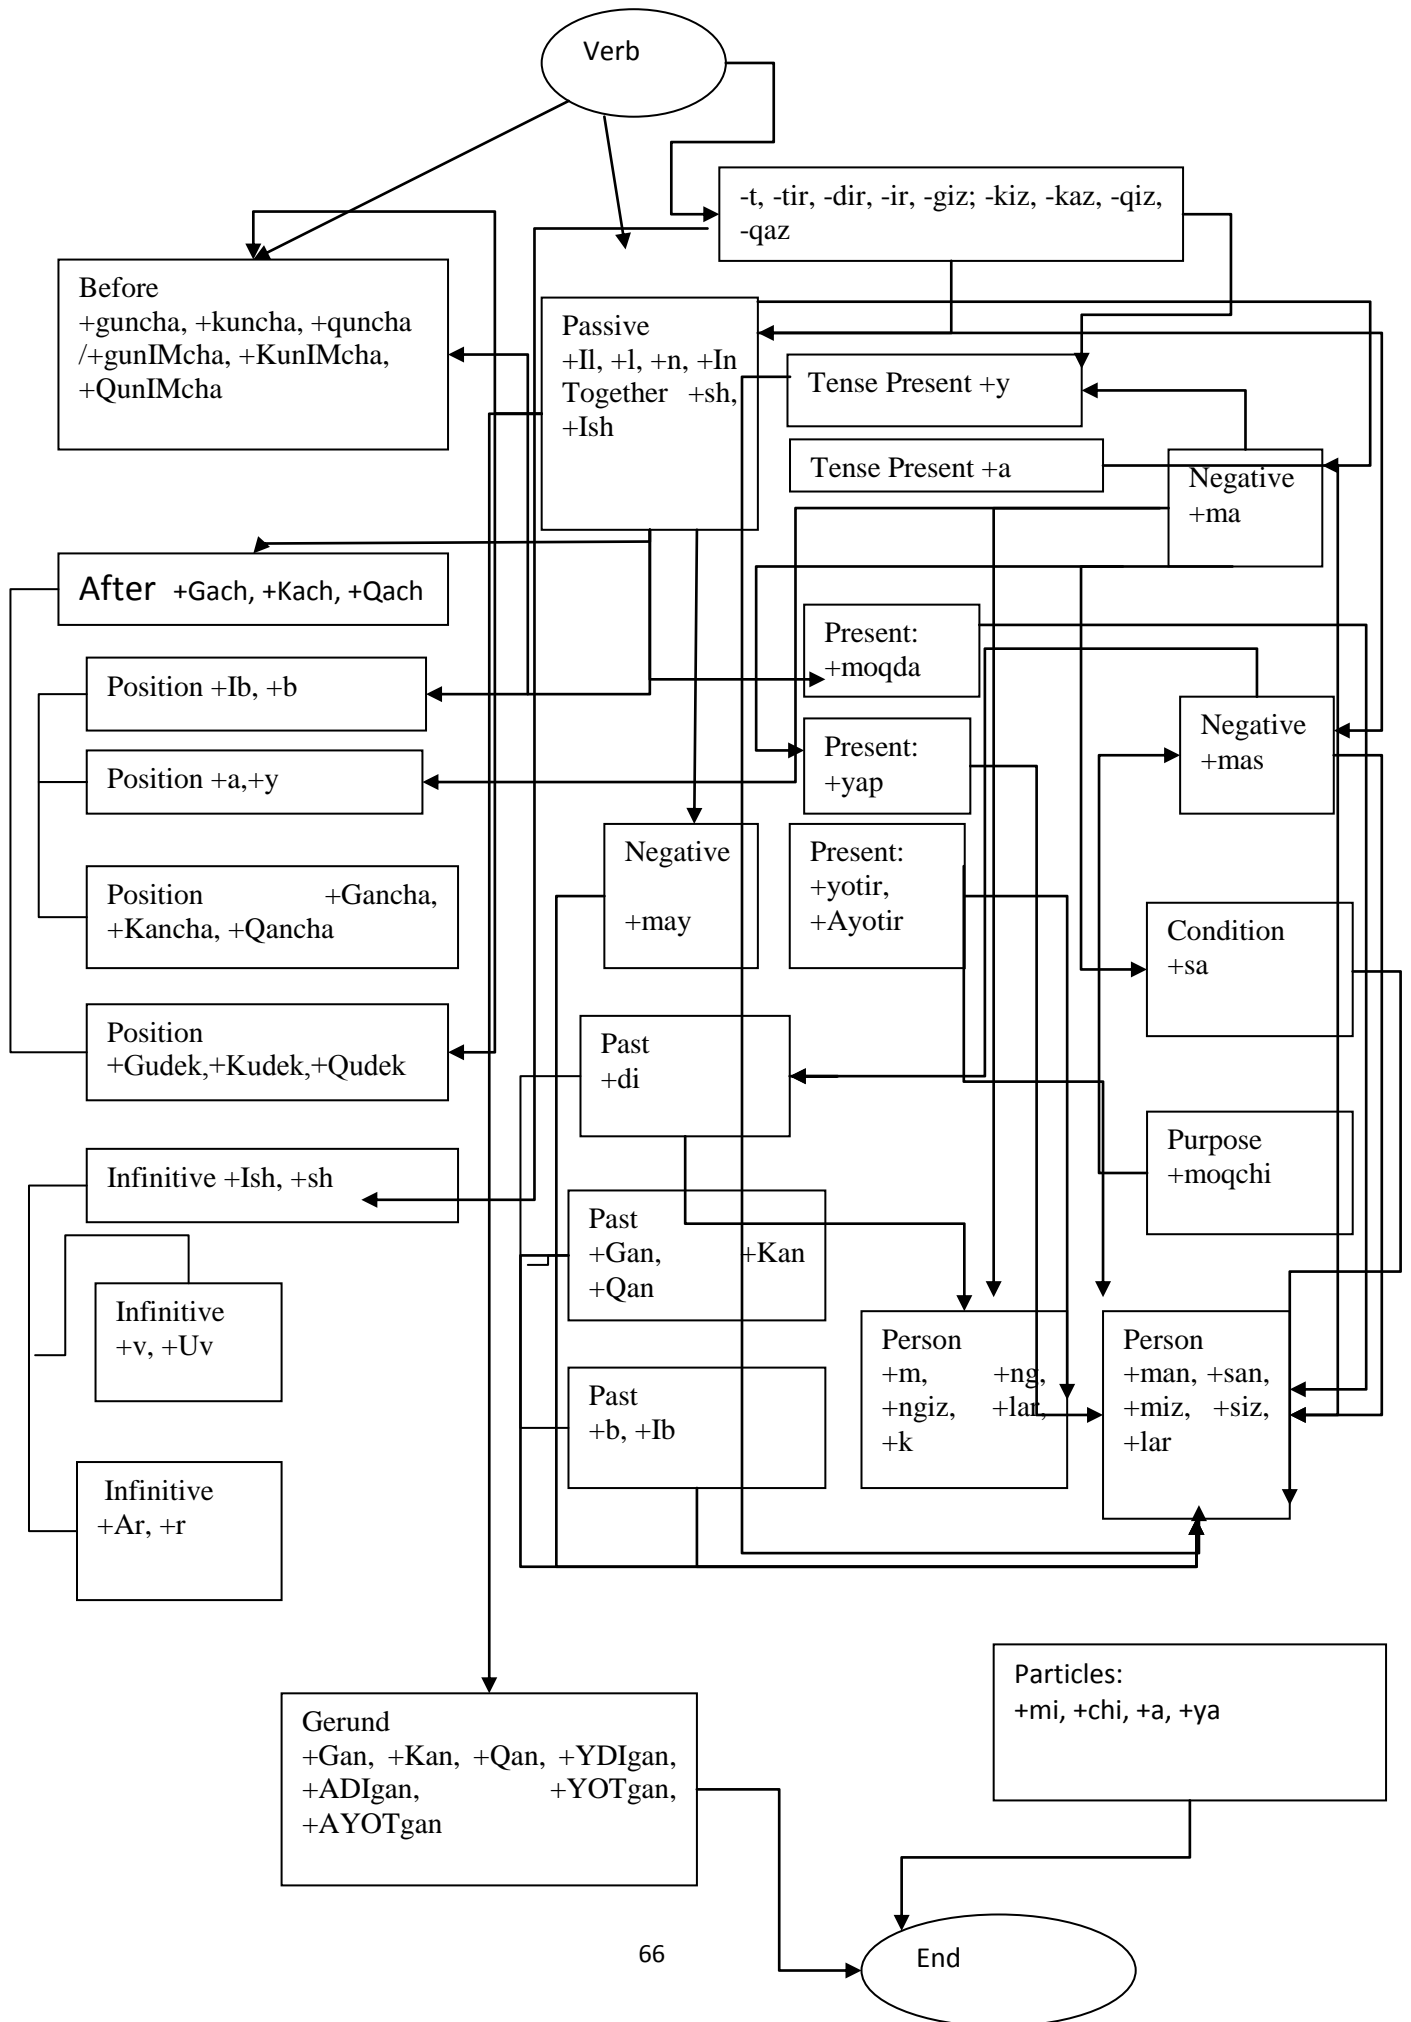 Verb
-t, -tir, -dir, -ir, -giz; -kiz, -kaz, -qiz,
-qaz
Before
+guncha, +kuncha, +quncha
/+gunIMcha, +KunIMcha,
+QunIMcha
Passive
+Il, +l, +n, +In
Together +sh,
+Ish
Tense Present +y
Tense Present +a
Negative
+ma
After +Gach, +Kach, +Qach
Present:
+moqda
Position +Ib, +b
Negative
+mas
Present:
+yap
Position +a,+y
Negative
+may
Present:
+yotir,
+Ayotir
Position +Gancha,
+Kancha, +Qancha
Condition
+sa
Position
+Gudek,+Kudek,+Qudek
Past
+di
Purpose
+moqchi
Infinitive +Ish, +sh
Past
+Gan, +Kan
+Qan
Infinitive
+v, +Uv
Person
+m, +ng,
+ngiz, +lar,
+k
Person
+man, +san,
+miz, +siz,
+lar
Past
+b, +Ib
Infinitive
+Ar, +r
Particles:
+mi, +chi, +a, +ya
Gerund
+Gan, +Kan, +Qan, +YDIgan,
+ADIgan, +YOTgan,
+AYOTgan
66
End